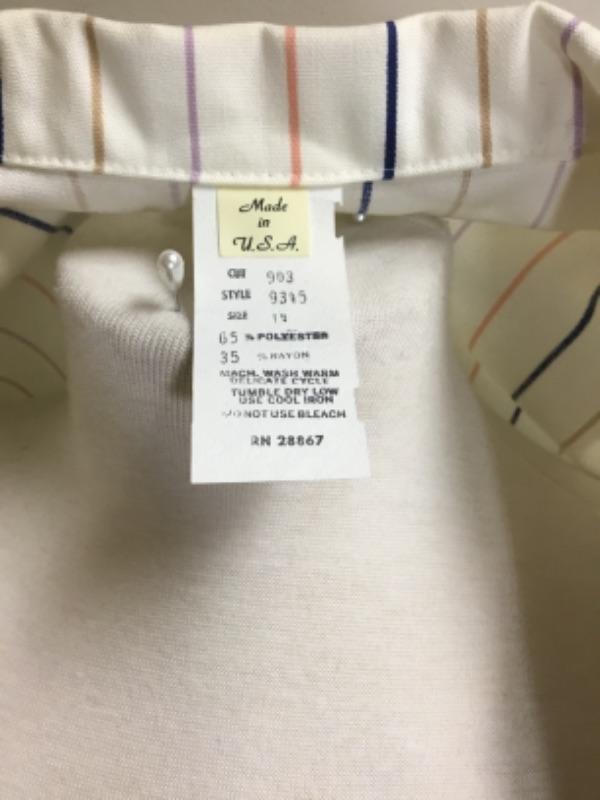 Made
in
U.S.A.
CUT 903
STYLE 9345
SIZE 14
65 % POLYESTER
35 % RAYON
MACH. WASH WARM
DELICATE CYCLE
TUMBLE DRY LOW
USE COOL IRON
DO NOT USE BLEACH
RN 28867